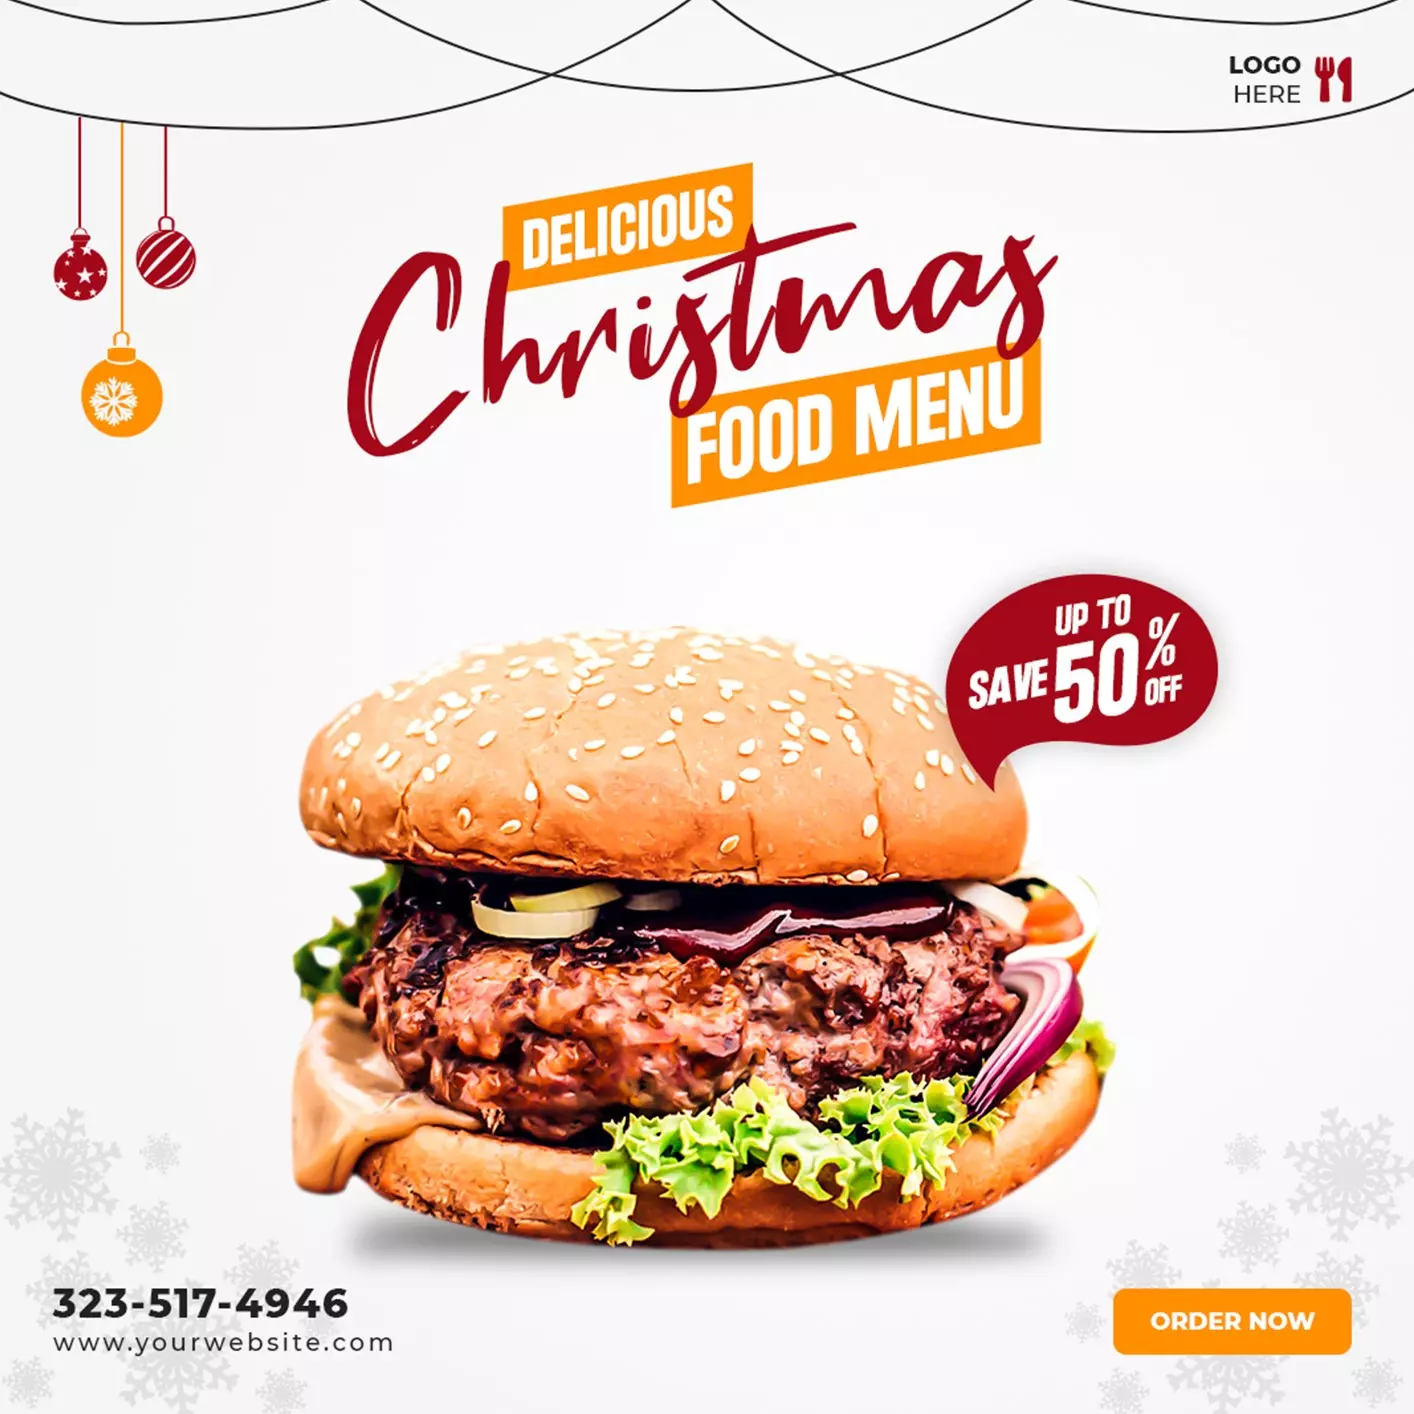 LOGO
HERE
DELICIOUS
Christmas
FOOD MENU
UP TO
SAVE 50% OFF
323-517-4946
www.yourwebsite.com
ORDER NOW